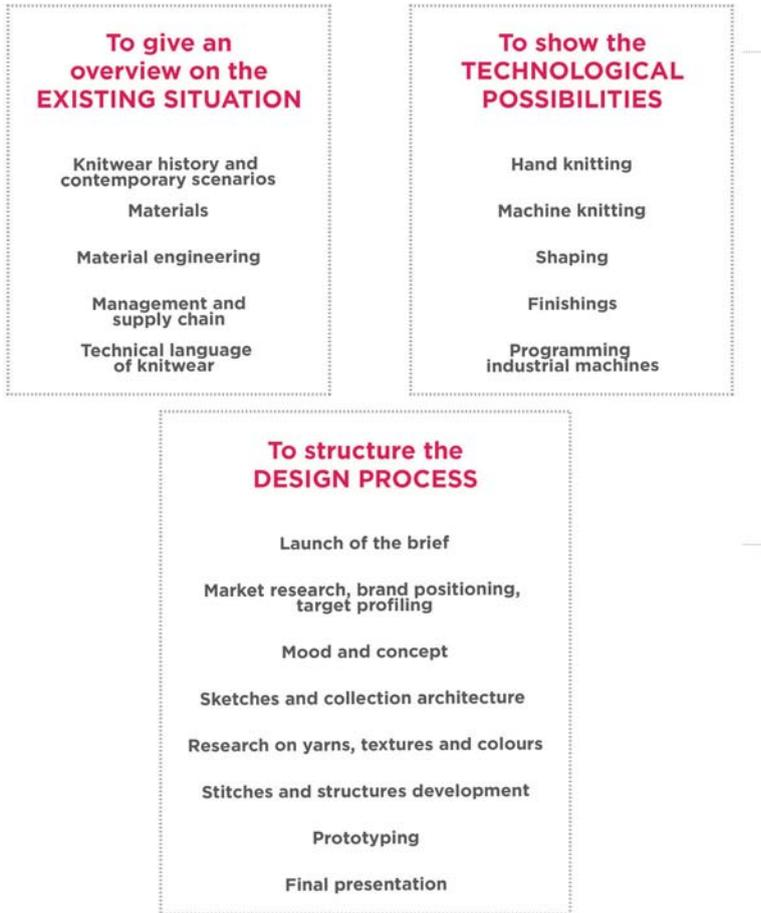 To give an
overview on the
EXISTING SITUATION
Knitwear history and
contemporary scenarios
Materials
Material engineering
Management and
supply chain
Technical language
of knitwear
To show the
TECHNOLOGICAL
POSSIBILITIES
Hand knitting
Machine knitting
Shaping
Finishings
Programming
industrial machines
To structure the
DESIGN PROCESS
Launch of the brief
Market research, brand positioning,
target profiling
Mood and concept
Sketches and collection architecture
Research on yarns, textures and colours
Stitches and structures development
Prototyping
Final presentation